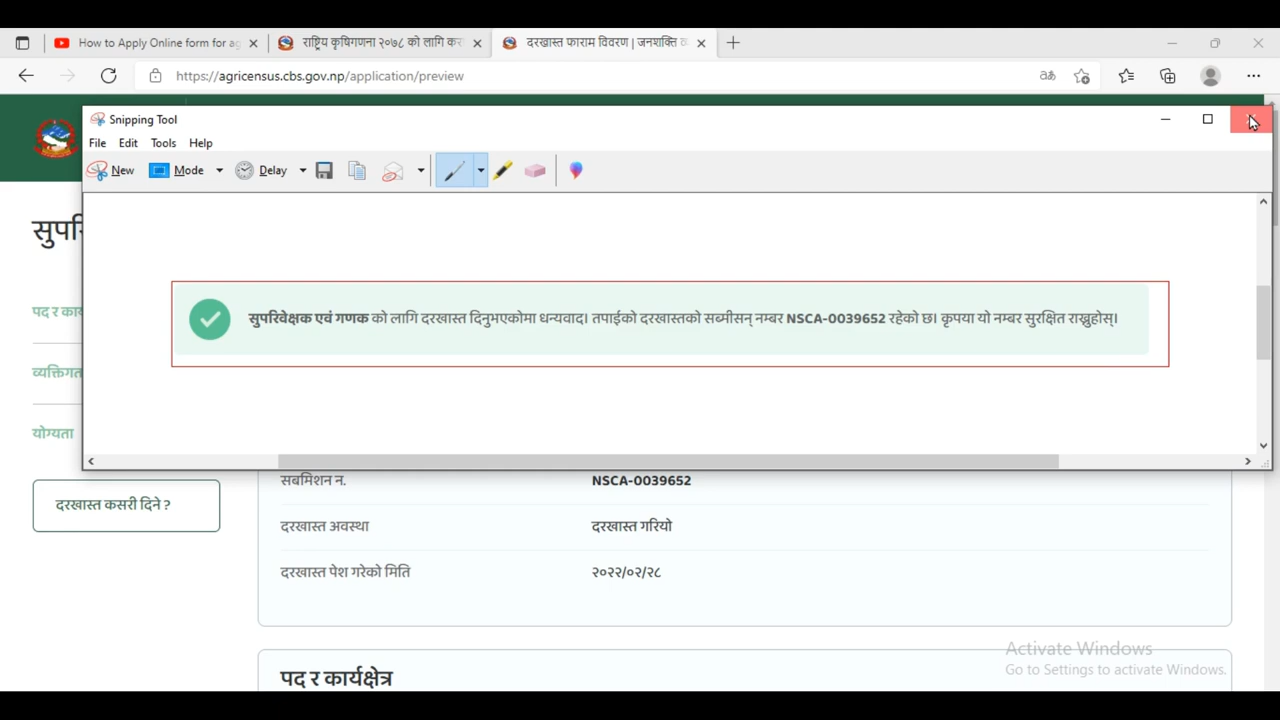 How to Apply Online form for ag
राष्ट्रिय कृषिगणना २०७८ को लागि कर
दरखास्त फाराम विवरण | जनशक्ति व्य
https://agricensus.cbs.gov.np/application/preview
Snipping Tool
File Edit Tools Help
New Mode Delay
सुपरि
सुपरिवेक्षक एवं गणक को लागि दरखास्त दिनुभएकोमा धन्यवाद। तपाईको दरखास्तको सब्मीसन् नम्बर NSCA-0039652 रहेको छ। कृपया यो नम्बर सुरक्षित राख्नुहोस्।
पद र कार्य
व्यक्तिगत
योग्यता
दरखास्त कसरी दिने ?
सबमिशन न. NSCA-0039652
दरखास्त अवस्था दरखास्त गरियो
दरखास्त पेश गरेको मिति २०२२/०२/२८
पद र कार्यक्षेत्र
Activate Windows
Go to Settings to activate Windows.